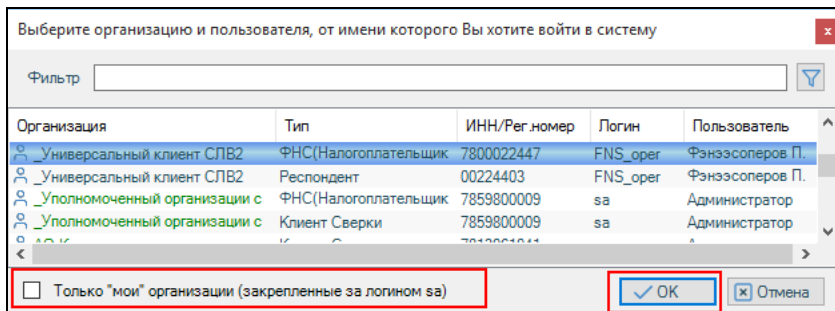 Выберите организацию и пользователя, от имени которого Вы хотите войти в систему
x
Фильтр
Организация Тип ИНН/Рег.номер Логин Пользователь
_Универсальный клиент СПВ2 ФНС(Налогоплательщик 7800022447 FNS_oper Фэнээсоперов П.
_Универсальный клиент СПВ2 Респондент 00224403 FNS_oper Фэнээсоперов П.
_Уполномоченный организации с ФНС(Налогоплательщик 7859800009 sa Администратор
_Уполномоченный организации с Клиент Сверки 7859800009 sa Администратор
Только "мои" организации (закрепленные за логином sa)
OK
Отмена